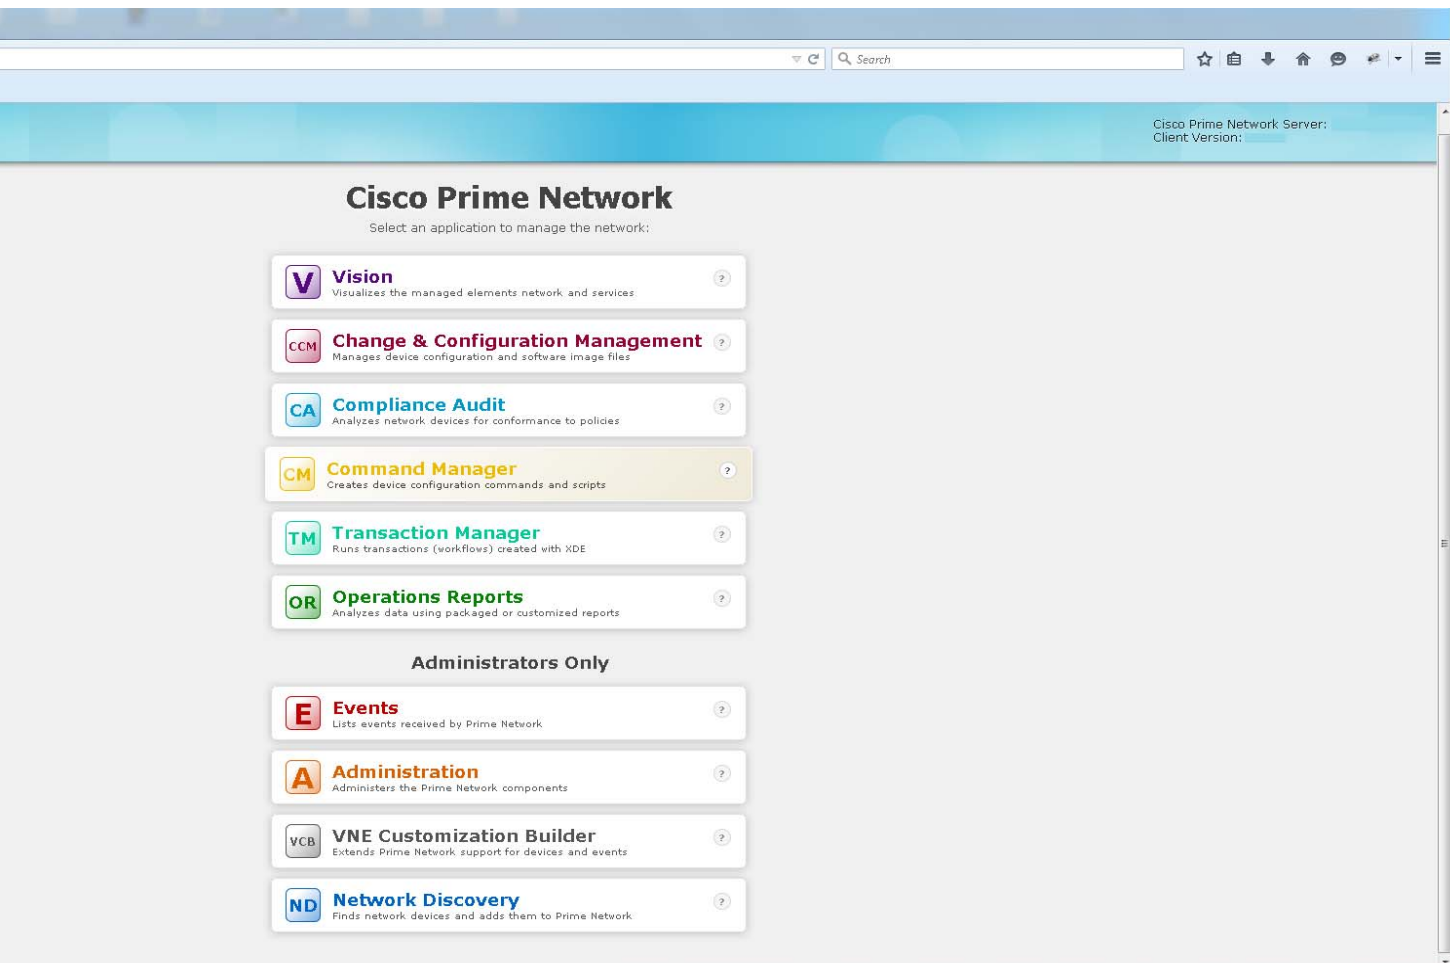 Search
Cisco Prime Network Server:
Client Version:
Cisco Prime Network
Select an application to manage the network:
V
Vision
Visualizes the managed elements network and services
?
CCM
Change & Configuration Management
Manages device configuration and software image files
?
CA
Compliance Audit
Analyzes network devices for conformance to policies
?
CM
Command Manager
Creates device configuration commands and scripts
?
TM
Transaction Manager
Runs transactions (workflows) created with XDE
?
OR
Operations Reports
Analyzes data using packaged or customized reports
?
Administrators Only
E
Events
Lists events received by Prime Network
?
A
Administration
Administers the Prime Network components
?
VCB
VNE Customization Builder
Extends Prime Network support for devices and events
?
ND
Network Discovery
Finds network devices and adds them to Prime Network
?